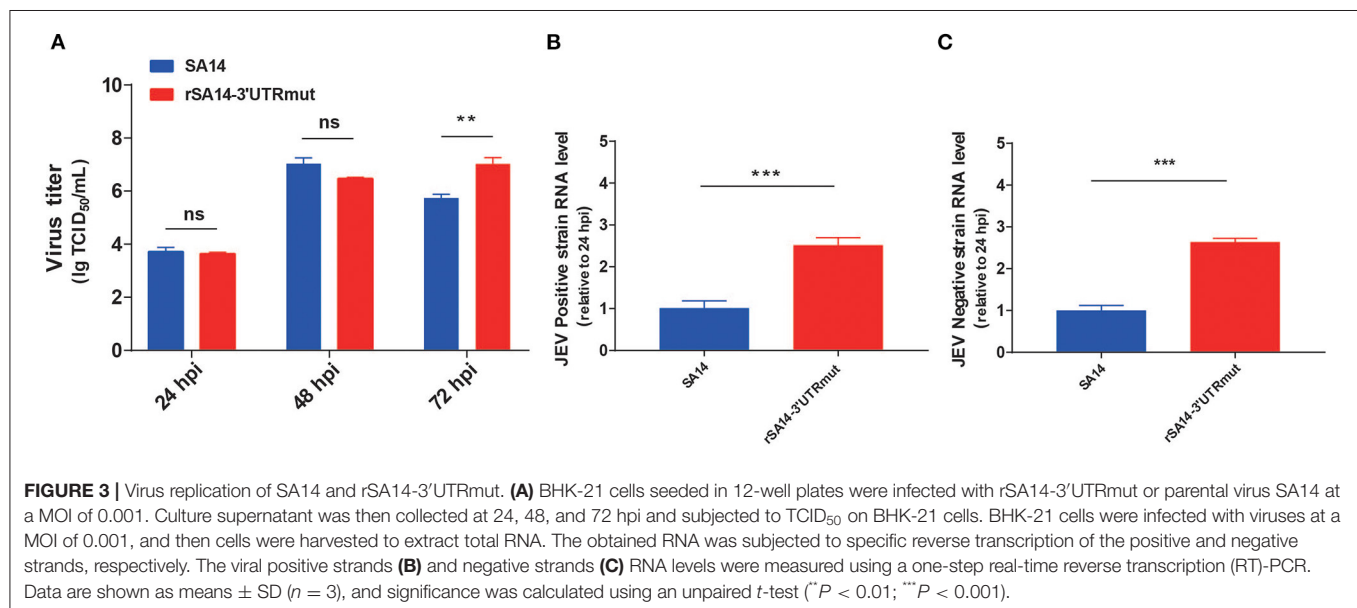 A
SA14
rSA14-3'UTRmut
Virus titer
(lg TCID50/mL)
10
8
6
4
2
0
ns
ns
**
24 hpi
48 hpi
72 hpi
B
JEV Positive strain RNA level
(relative to 24 hpi)
5
4
3
2
1
0
***
SA14
rSA14-3'UTRmut
C
JEV Negative strain RNA level
(relative to 24 hpi)
5
4
3
2
1
0
***
SA14
rSA14-3'UTRmut
FIGURE 3 | Virus replication of SA14 and rSA14-3′UTRmut. (A) BHK-21 cells seeded in 12-well plates were infected with rSA14-3′UTRmut or parental virus SA14 at
a MOI of 0.001. Culture supernatant was then collected at 24, 48, and 72 hpi and subjected to TCID50 on BHK-21 cells. BHK-21 cells were infected with viruses at a
MOI of 0.001, and then cells were harvested to extract total RNA. The obtained RNA was subjected to specific reverse transcription of the positive and negative
strands, respectively. The viral positive strands (B) and negative strands (C) RNA levels were measured using a one-step real-time reverse transcription (RT)-PCR.
Data are shown as means ± SD (n = 3), and significance was calculated using an unpaired t-test (**P < 0.01; ***P < 0.001).